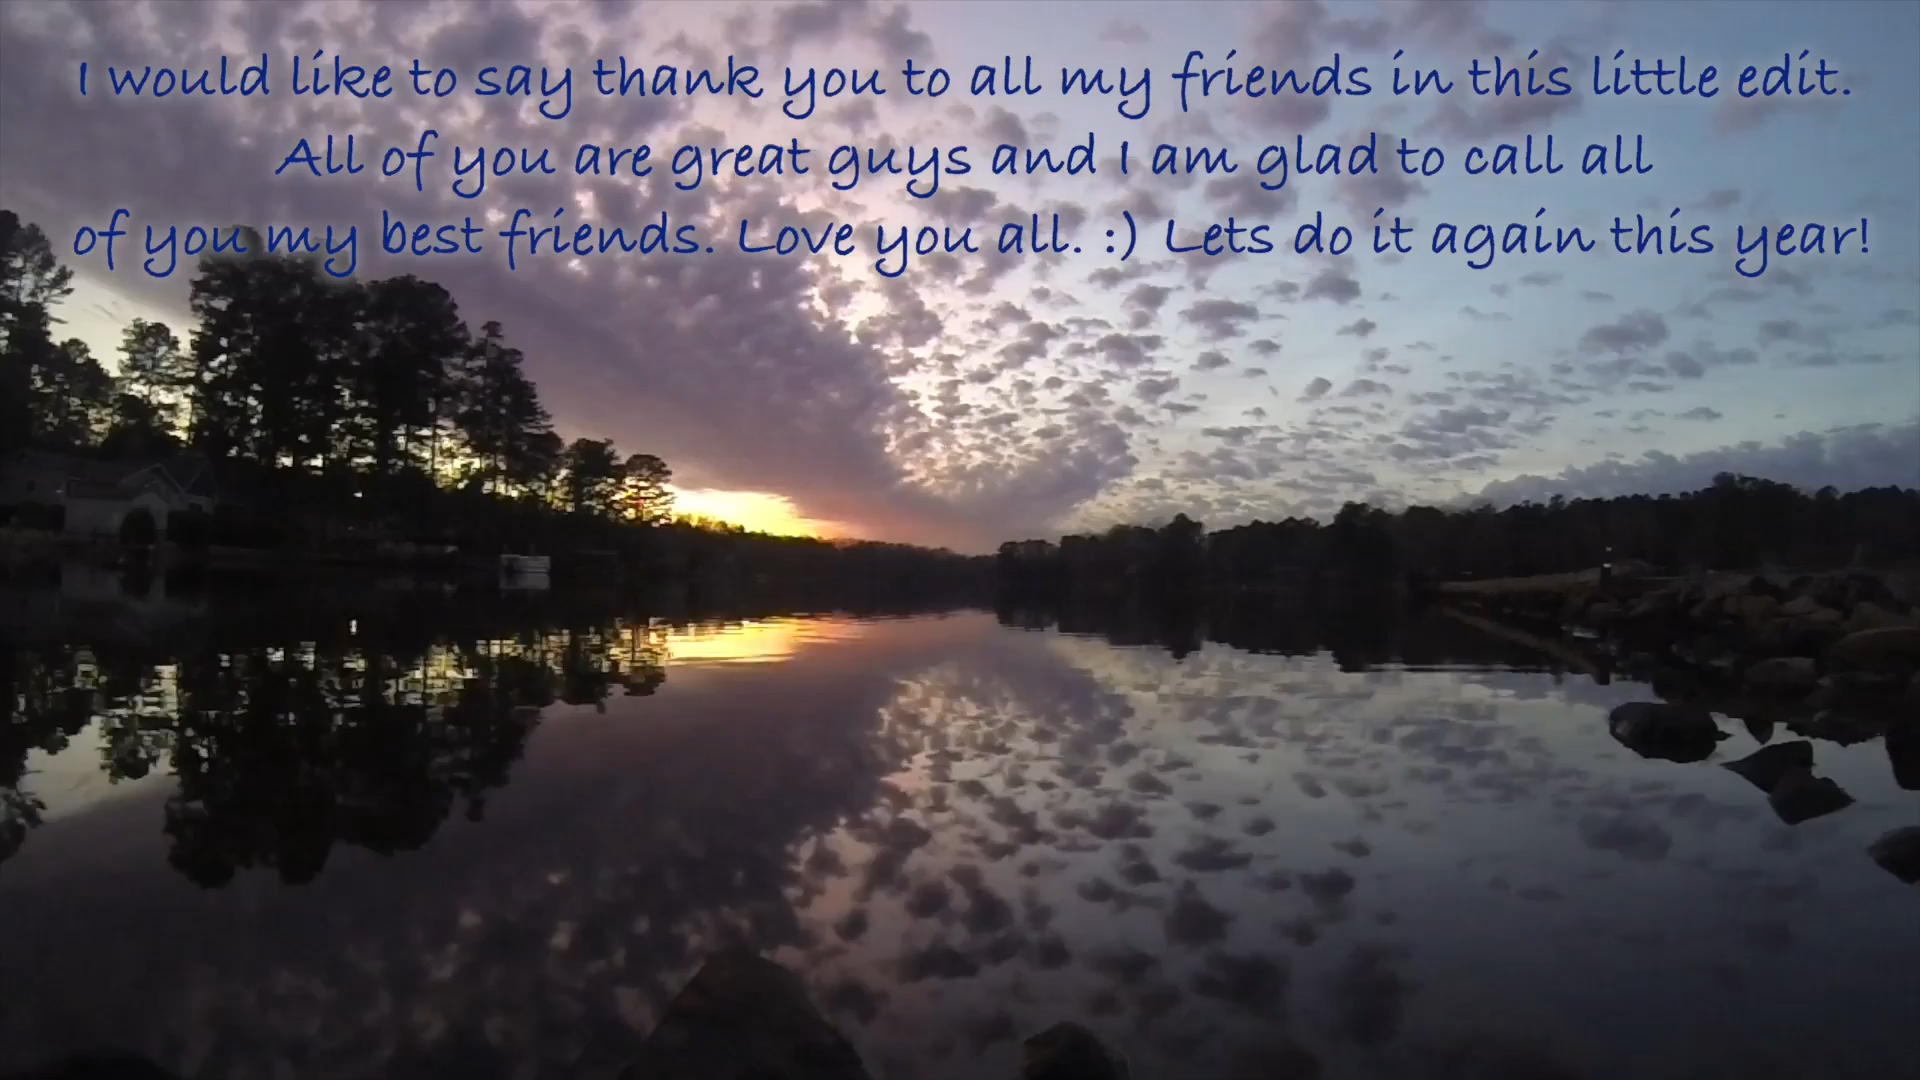 I would like to say thank you to all my friends in this little edit.
All of you are great guys and I am glad to call all
of you my best friends. Love you all. :) Lets do it again this year!